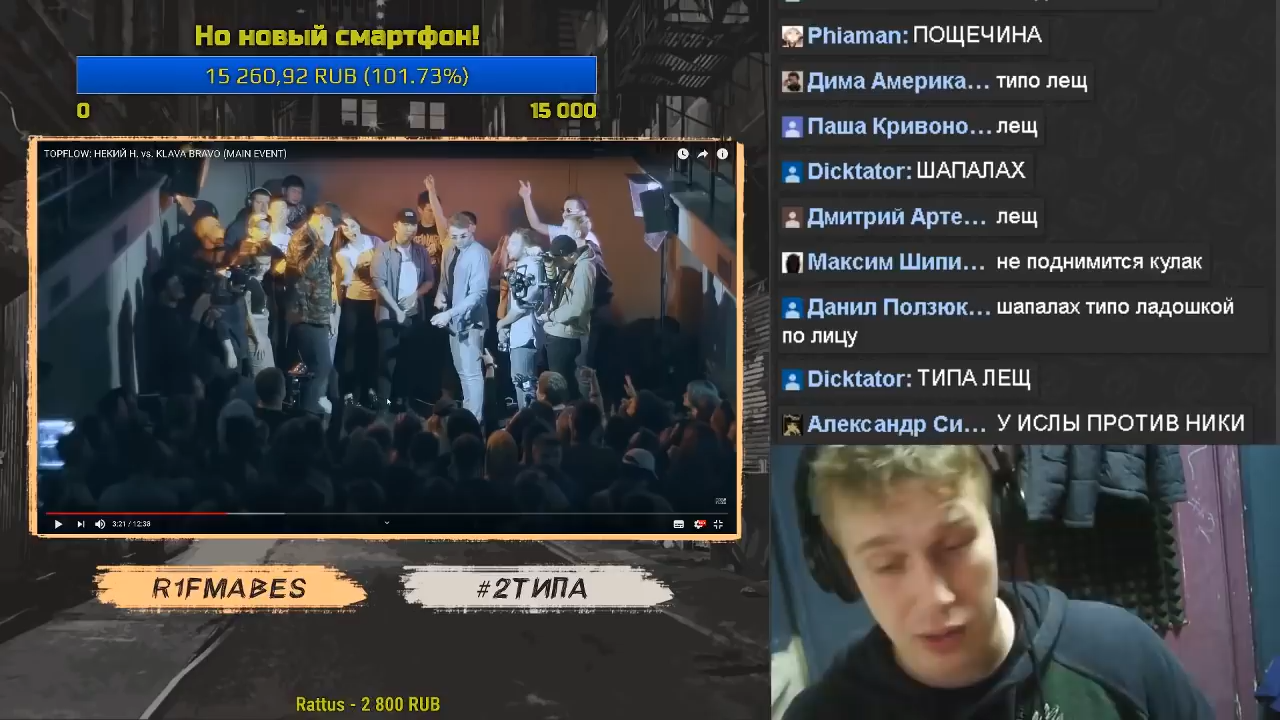 Но новый смартфон!
15 260,92 RUB (101.73%)
0
15 000
TOPFLOW: НЕКИЙ Н. vs. KLAVA BRAVO (MAIN EVENT)
3:21 / 12:38
R1FMABES
#2ТИПА
Rattus - 2 800 RUB
Phiaman: ПОЩЕЧИНА
Дима Америка... типо лещ
Паша Кривоно... лещ
Dicktator: ШАПАЛАХ
Дмитрий Арте... лещ
Максим Шипи... не поднимится кулак
Данил Ползюк... шапалах типо ладошкой
по лицу
Dicktator: ТИПА ЛЕЩ
Александр Си... У ИСЛЫ ПРОТИВ НИКИ